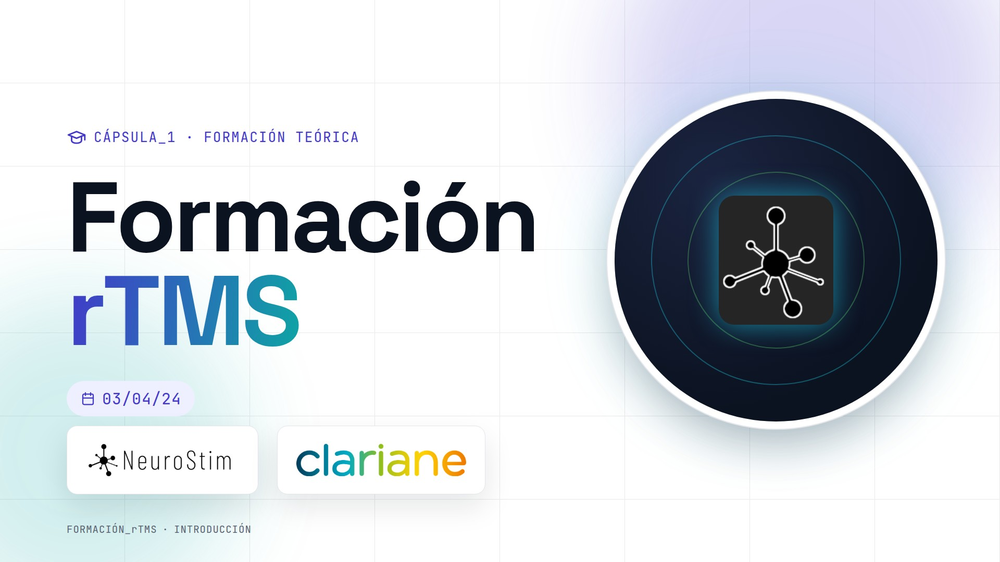 CÁPSULA_1 · FORMACIÓN TEÓRICA
Formación
rTMS
03/04/24
NeuroStim
clariane
FORMACIÓN_rTMS · INTRODUCCIÓN